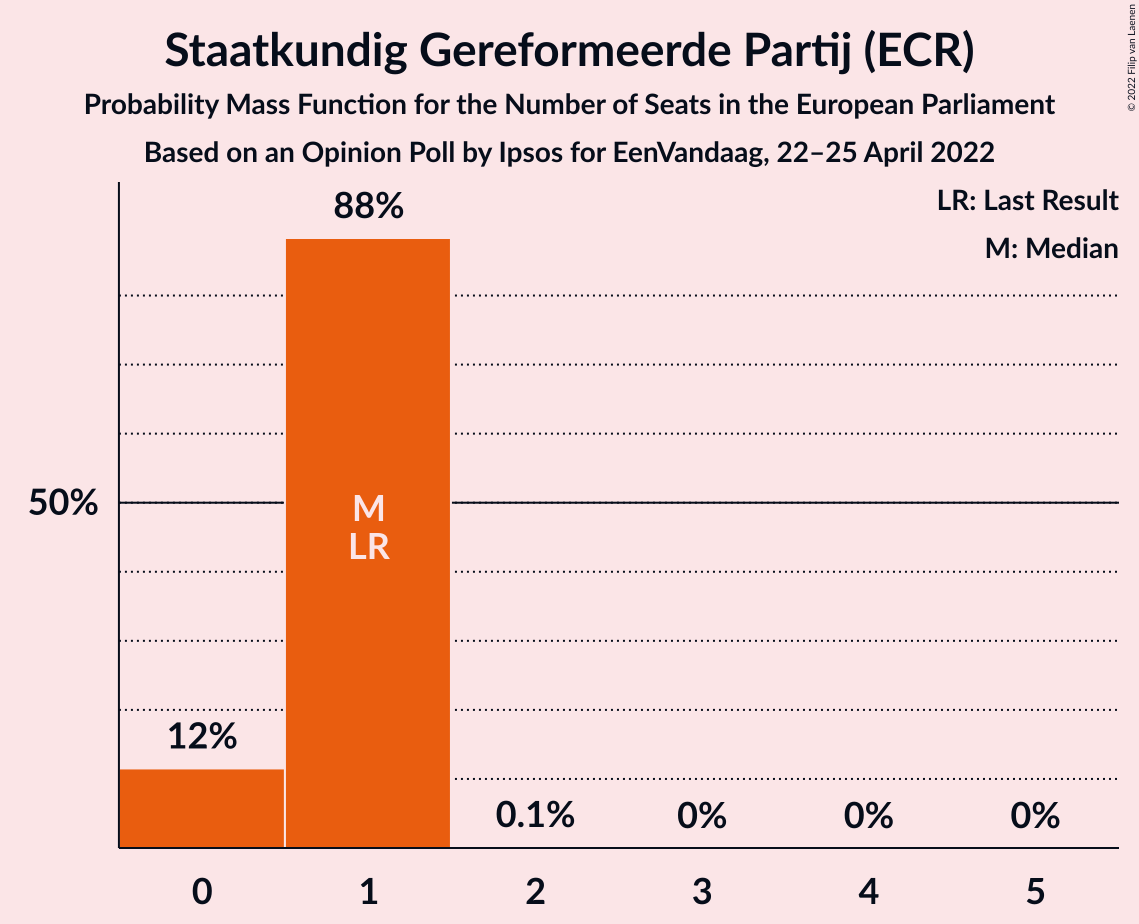 Staatkundig Gereformeerde Partij (ECR)
Probability Mass Function for the Number of Seats in the European Parliament
Based on an Opinion Poll by Ipsos for EenVandaag, 22–25 April 2022
© 2022 Filip van Laenen
LR: Last Result
M: Median
88%
50%
M
LR
12%
0.1%
0%
0%
0%
0
1
2
3
4
5